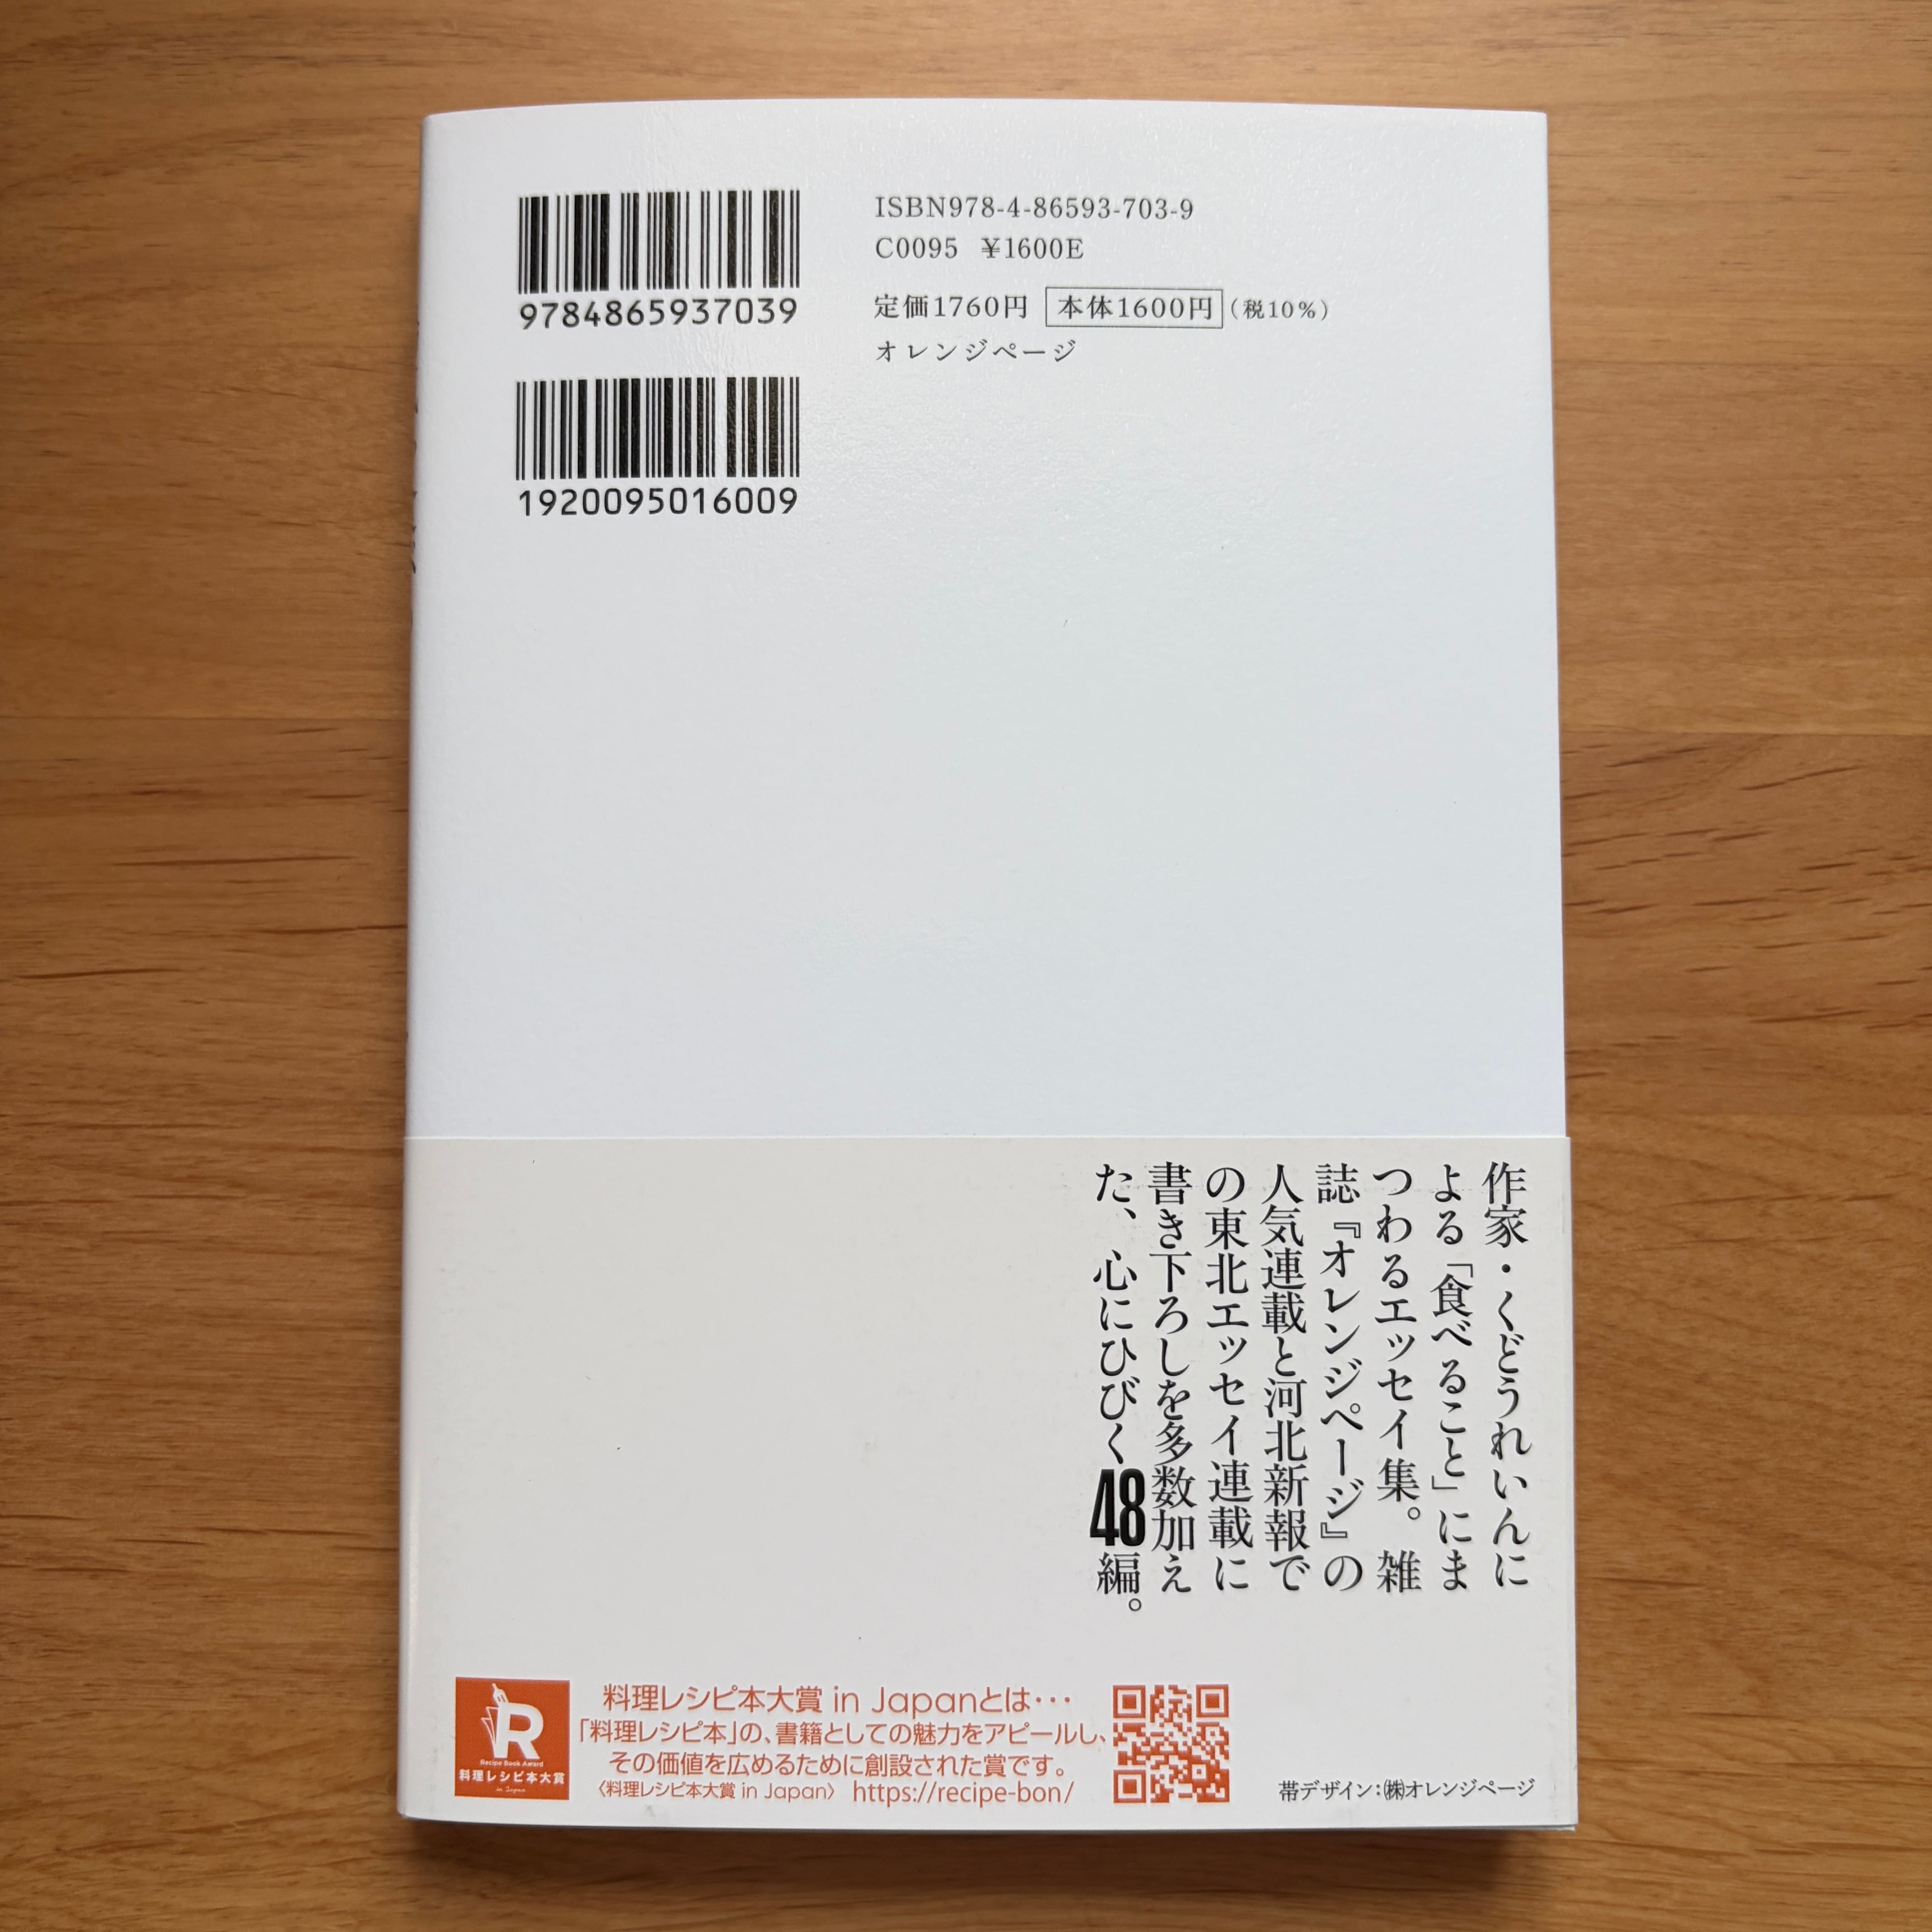 9784865937039
ISBN978-4-86593-703-9
C0095 ¥1600E
定価1760円 本体1600円 (税10%)
オレンジページ
1920095016009
作家・くどうれいんに
よる「食べること」にま
つわるエッセイ集。雑
誌『オレンジページ』の
人気連載と河北新報で
の東北エッセイ連載に
書き下ろしを多数加え
た、心にひびく48編。
R
Recipe Book Award
料理レシピ本大賞
in Japan
料理レシピ本大賞 in Japanとは・・・
「料理レシピ本」の、書籍としての魅力をアピールし、
その価値を広めるために創設された賞です。
〈料理レシピ本大賞 in Japan〉 https://recipe-bon/
帯デザイン：㈱オレンジページ